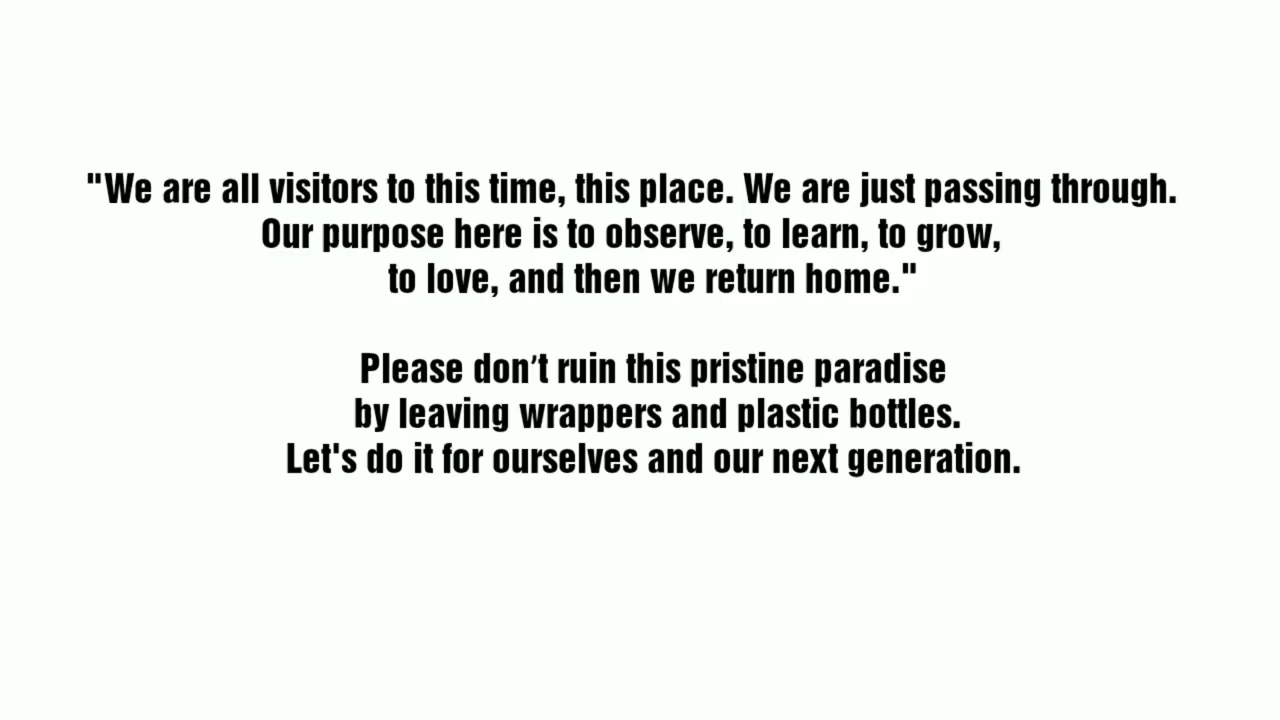 "We are all visitors to this time, this place. We are just passing through.
Our purpose here is to observe, to learn, to grow,
to love, and then we return home."
Please don’t ruin this pristine paradise
by leaving wrappers and plastic bottles.
Let's do it for ourselves and our next generation.